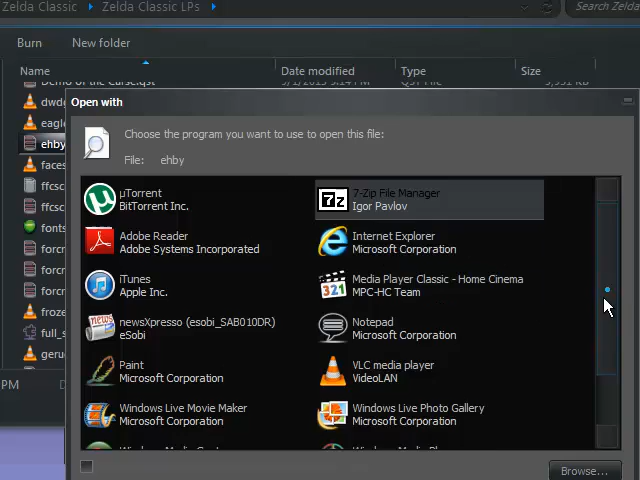 Zelda Classic Zelda Classic LPs Search Zelda
Burn New folder
Name Date modified Type Size
Demo of the Curse.qst
dwdg
eagle
ehby
faces
ffcsc
ffcsc
fonts
forcr
forcr
forcr
froze
full_s
geruc
PM
Open with
Choose the program you want to use to open this file:
File: ehby
µTorrent
BitTorrent Inc.
7-Zip File Manager
Igor Pavlov
Adobe Reader
Adobe Systems Incorporated
Internet Explorer
Microsoft Corporation
iTunes
Apple Inc.
Media Player Classic - Home Cinema
MPC-HC Team
newsXpresso (esobi_SAB010DR)
eSobi
Notepad
Microsoft Corporation
Paint
Microsoft Corporation
VLC media player
VideoLAN
Windows Live Movie Maker
Microsoft Corporation
Windows Live Photo Gallery
Microsoft Corporation
Browse...